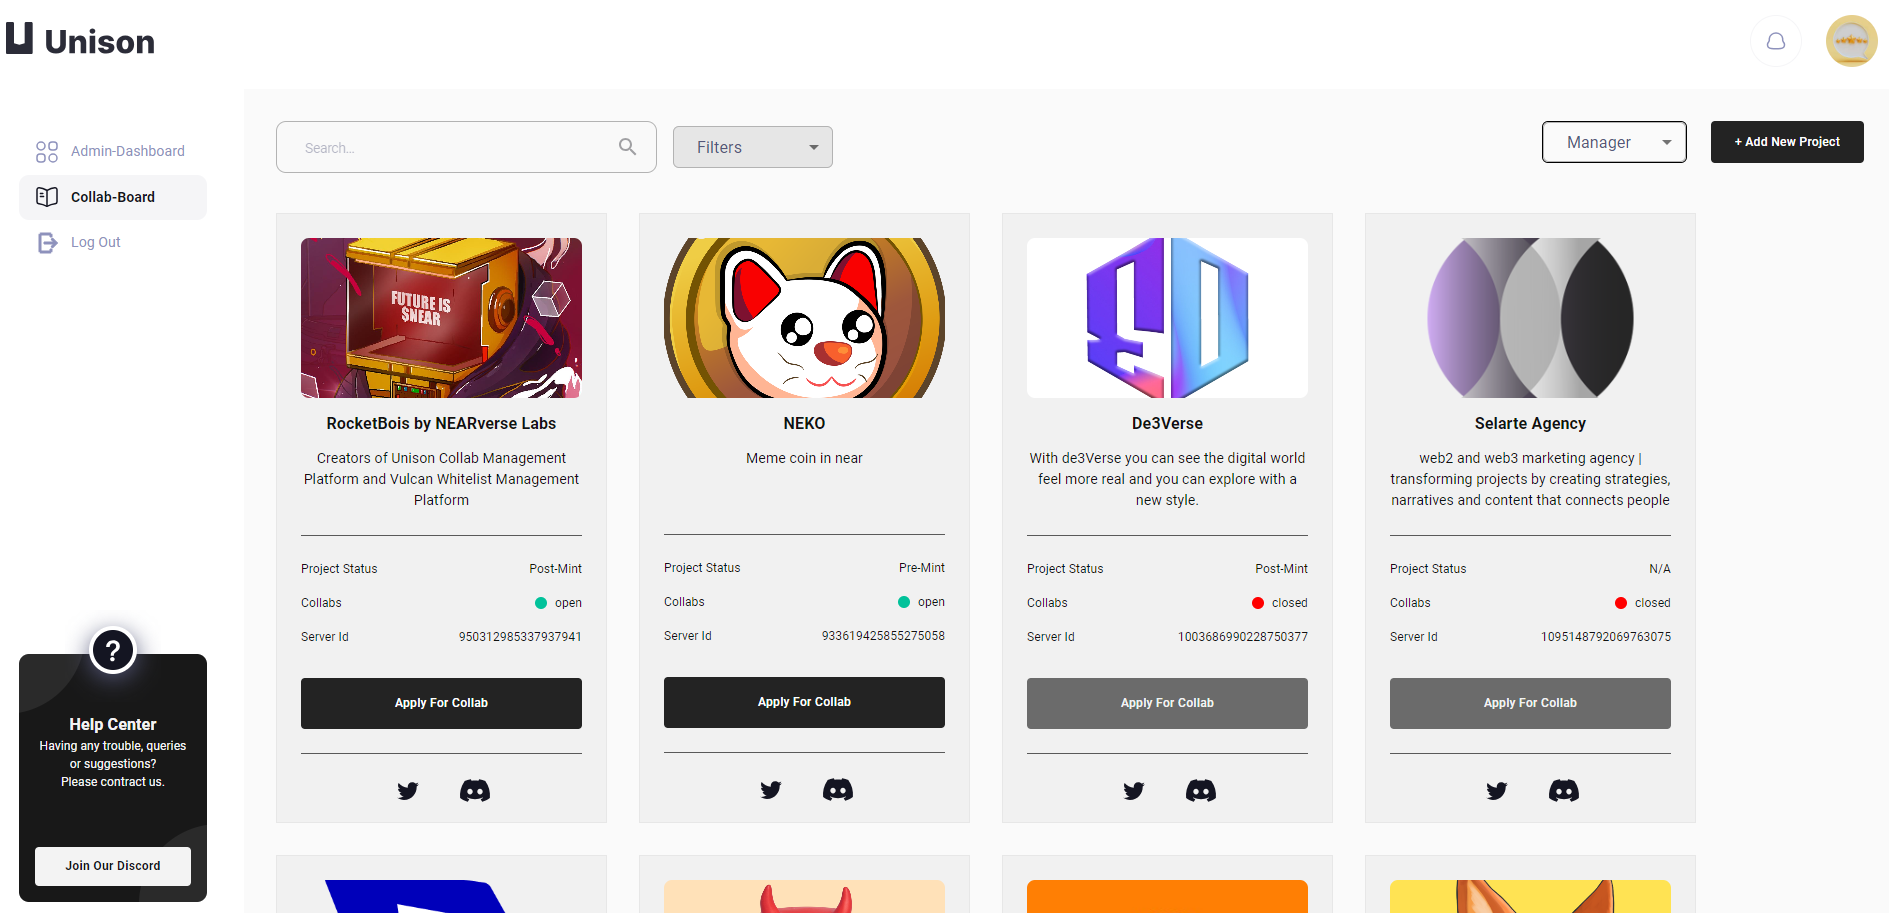 Unison
Admin-Dashboard
Collab-Board
Log Out
Search...
Filters
Manager
+ Add New Project
FUTURE IS
$NEAR
RocketBois by NEARverse Labs
Creators of Unison Collab Management
Platform and Vulcan Whitelist Management
Platform
Project Status
Post-Mint
Collabs
open
Server Id
950312985337937941
Apply For Collab
NEKO
Meme coin in near
Project Status
Pre-Mint
Collabs
open
Server Id
933619425855275058
Apply For Collab
De3Verse
With de3Verse you can see the digital world
feel more real and you can explore with a
new style.
Project Status
Post-Mint
Collabs
closed
Server Id
1003686990228750377
Apply For Collab
Selarte Agency
web2 and web3 marketing agency |
transforming projects by creating strategies,
narratives and content that connects people
Project Status
N/A
Collabs
closed
Server Id
1095148792069763075
Apply For Collab
?
Help Center
Having any trouble, queries
or suggestions?
Please contract us.
Join Our Discord